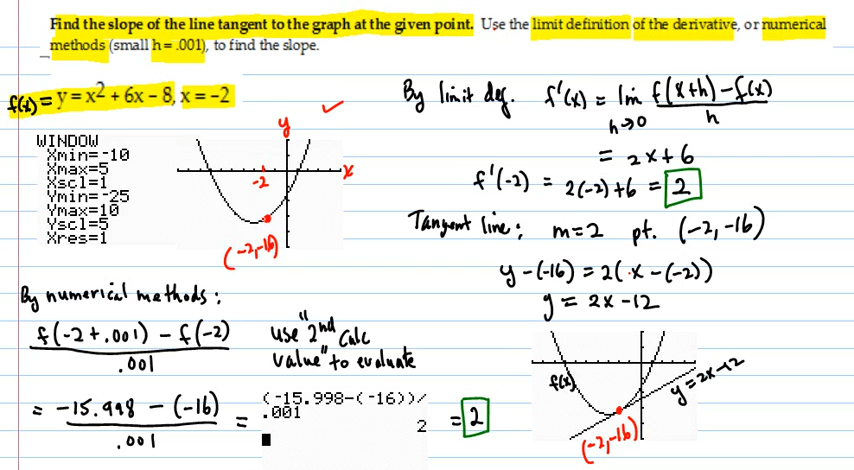 Find the slope of the line tangent to the graph at the given point. Use the limit definition of the derivative, or numerical
methods (small h= .001), to find the slope.
f(x) = y = x² + 6x – 8, x = –2
WINDOW
Xmin=-10
Xmax=5
Xscl=1
Ymin=-25
Ymax=10
Yscl=5
Xres=1
y
x
-2
(-2,-16)
By limit def. f'(x) = lim h→0 f(x+h) - f(x) / h
= 2x+6
f'(-2) = 2(-2)+6 = 2
Tangent line: m=2 pt. (-2,-16)
y-(-16) = 2(x-(-2))
y = 2x-12
By numerical methods:
f(-2+.001) - f(-2) / .001
use "2nd Calc
value" to evaluate
= -15.998 - (-16) / .001 =
(-15.998-(-16))/
.001
2
= 2
f(x)
y=2x-12
(-2,-16)